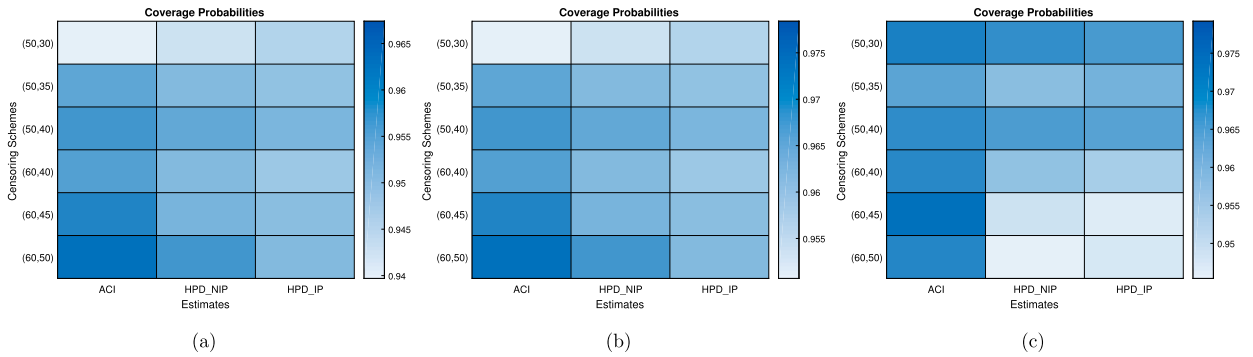 Coverage Probabilities
Censoring Schemes
(50,30)
(50,35)
(50,40)
(60,40)
(60,45)
(60,50)
ACI HPD_NIP HPD_IP
Estimates
0.965
0.96
0.955
0.95
0.945
0.94
(a)
Coverage Probabilities
Censoring Schemes
(50,30)
(50,35)
(50,40)
(60,40)
(60,45)
(60,50)
ACI HPD_NIP HPD_IP
Estimates
0.975
0.97
0.965
0.96
0.955
(b)
Coverage Probabilities
Censoring Schemes
(50,30)
(50,35)
(50,40)
(60,40)
(60,45)
(60,50)
ACI HPD_NIP HPD_IP
Estimates
0.975
0.97
0.965
0.96
0.955
0.95
(c)